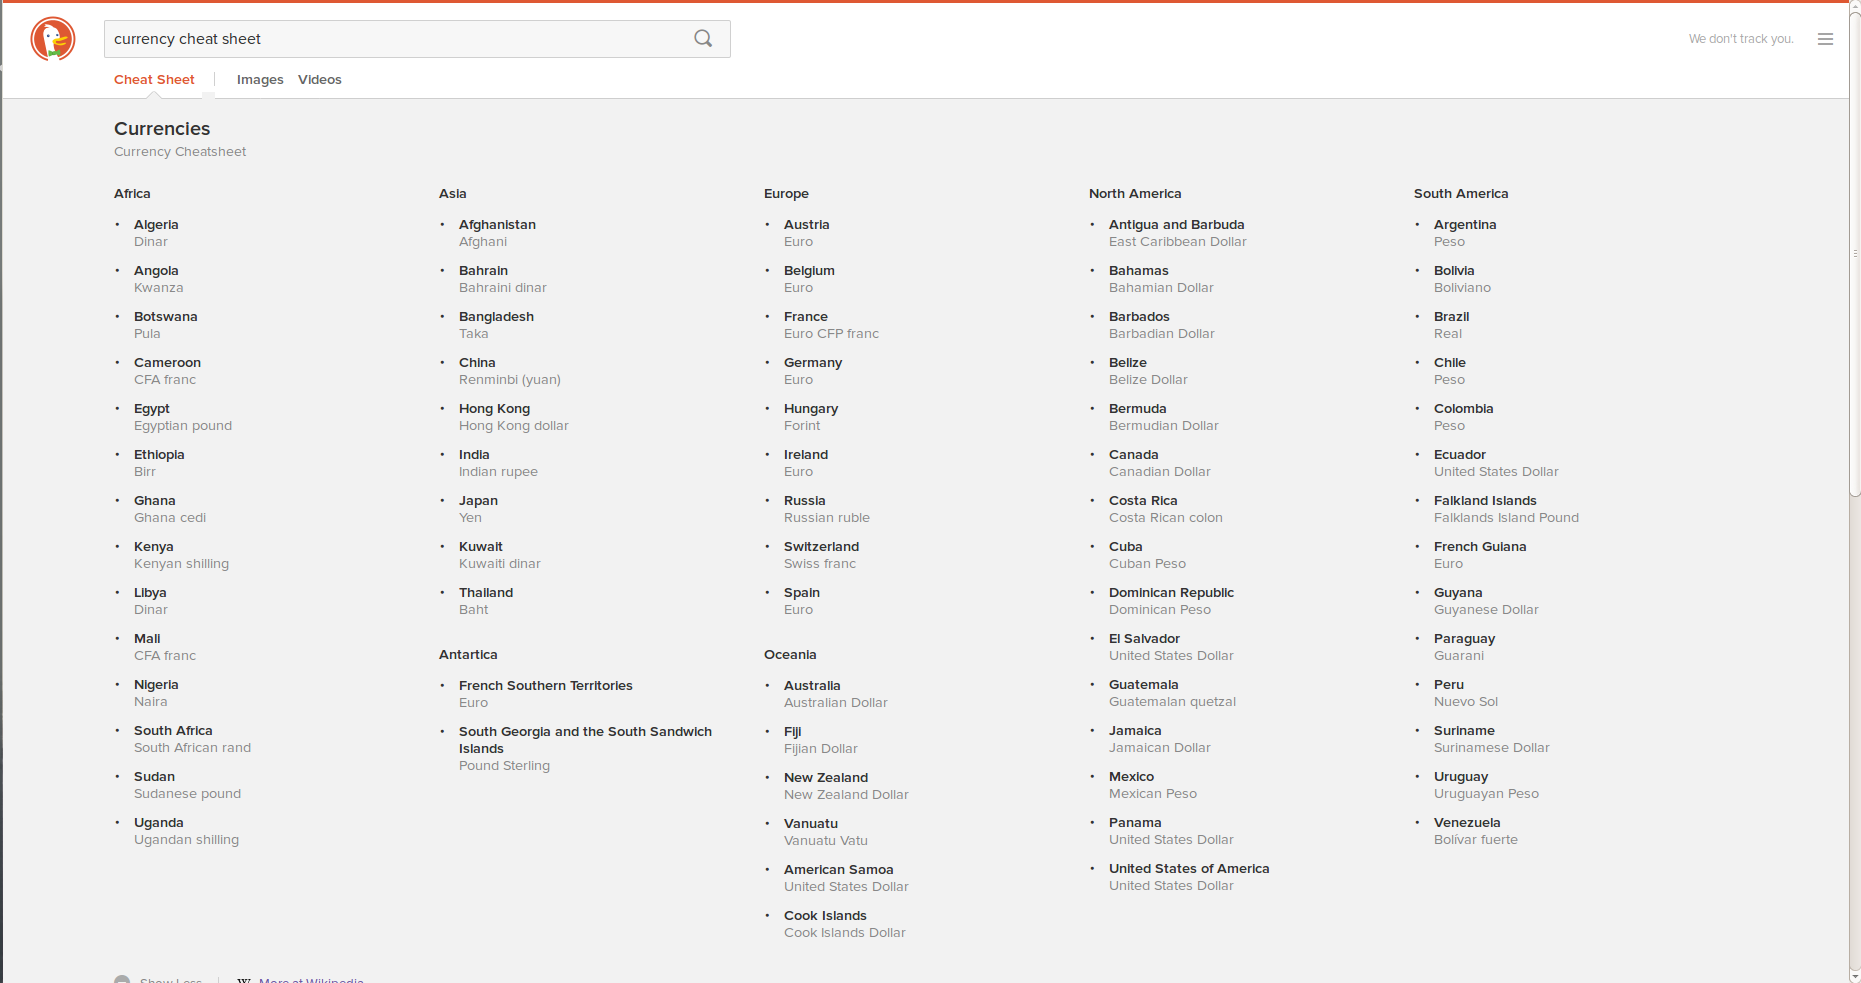 currency cheat sheet
We don't track you.
Cheat Sheet
Images
Videos
Currencies
Currency Cheatsheet
Africa
Algeria
Dinar
Angola
Kwanza
Botswana
Pula
Cameroon
CFA franc
Egypt
Egyptian pound
Ethiopia
Birr
Ghana
Ghana cedi
Kenya
Kenyan shilling
Libya
Dinar
Mali
CFA franc
Nigeria
Naira
South Africa
South African rand
Sudan
Sudanese pound
Uganda
Ugandan shilling
Asia
Afghanistan
Afghani
Bahrain
Bahraini dinar
Bangladesh
Taka
China
Renminbi (yuan)
Hong Kong
Hong Kong dollar
India
Indian rupee
Japan
Yen
Kuwait
Kuwaiti dinar
Thailand
Baht
Antartica
French Southern Territories
Euro
South Georgia and the South Sandwich
Islands
Pound Sterling
Europe
Austria
Euro
Belgium
Euro
France
Euro CFP franc
Germany
Euro
Hungary
Forint
Ireland
Euro
Russia
Russian ruble
Switzerland
Swiss franc
Spain
Euro
Oceania
Australia
Australian Dollar
Fiji
Fijian Dollar
New Zealand
New Zealand Dollar
Vanuatu
Vanuatu Vatu
American Samoa
United States Dollar
Cook Islands
Cook Islands Dollar
North America
Antigua and Barbuda
East Caribbean Dollar
Bahamas
Bahamian Dollar
Barbados
Barbadian Dollar
Belize
Belize Dollar
Bermuda
Bermudian Dollar
Canada
Canadian Dollar
Costa Rica
Costa Rican colon
Cuba
Cuban Peso
Dominican Republic
Dominican Peso
El Salvador
United States Dollar
Guatemala
Guatemalan quetzal
Jamaica
Jamaican Dollar
Mexico
Mexican Peso
Panama
United States Dollar
United States of America
United States Dollar
South America
Argentina
Peso
Bolivia
Boliviano
Brazil
Real
Chile
Peso
Colombia
Peso
Ecuador
United States Dollar
Falkland Islands
Falklands Island Pound
French Guiana
Euro
Guyana
Guyanese Dollar
Paraguay
Guarani
Peru
Nuevo Sol
Suriname
Surinamese Dollar
Uruguay
Uruguayan Peso
Venezuela
Bolívar fuerte
Show Less
W More at Wikipedia